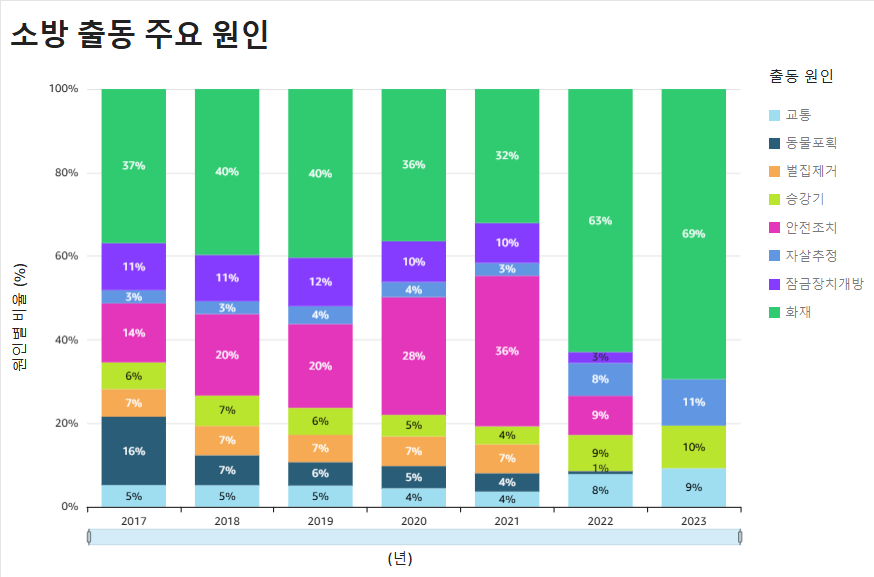 소방 출동 주요 원인
출동 원인
교통
동물포획
벌집제거
승강기
안전조치
자살추정
잠금장치개방
화재
원인별 비율 (%)
100%
80%
60%
40%
20%
0%
37% 40% 40% 36% 32% 63% 69%
11% 11% 12% 10% 10% 3%
3% 3% 4% 4% 3% 8% 11%
14% 20% 20% 28% 36% 9%
6% 7% 6% 5% 4% 9% 10%
7% 7% 7% 7% 7%
16% 7% 6% 5% 4% 1%
5% 5% 5% 4% 4% 8% 9%
2017 2018 2019 2020 2021 2022 2023
(년)